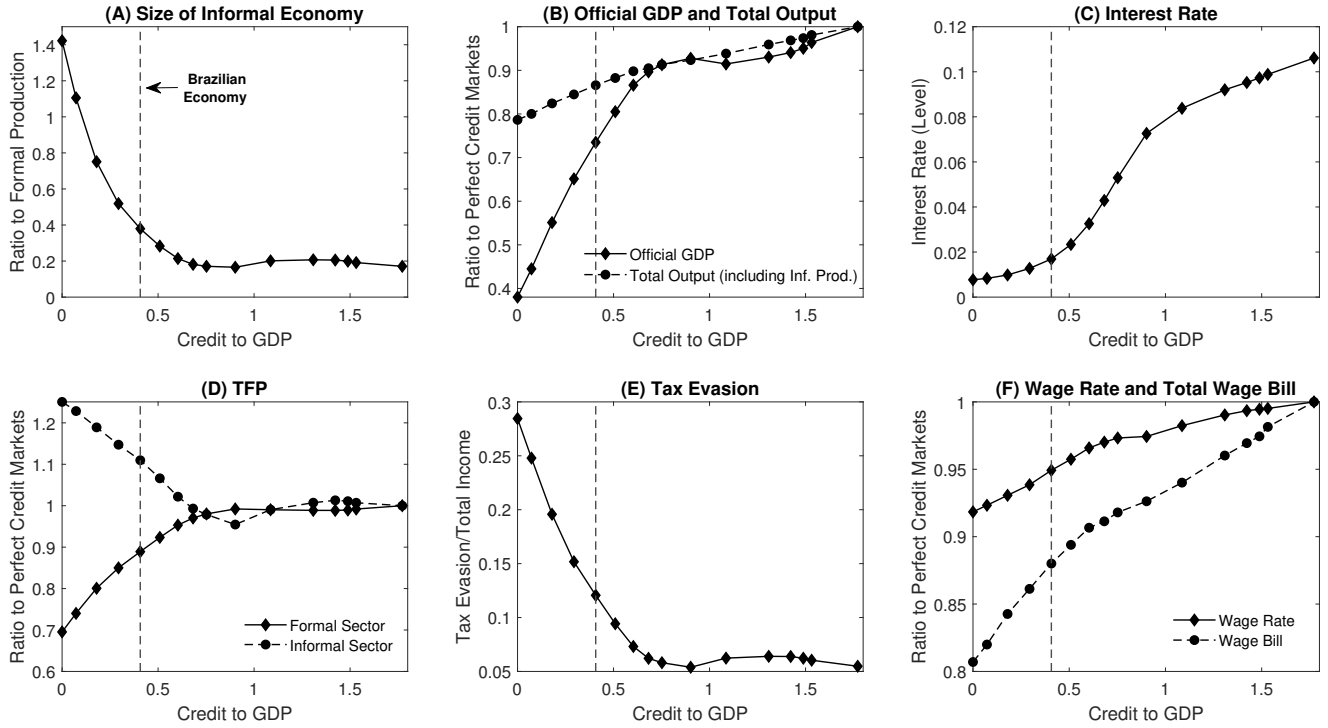 (A) Size of Informal Economy
Ratio to Formal Production
1.4
1.2
1
0.8
0.6
0.4
0.2
0
0
0.5
1
1.5
Credit to GDP
Brazilian
Economy
(B) Official GDP and Total Output
Ratio to Perfect Credit Markets
1
0.9
0.8
0.7
0.6
0.5
0.4
0
0.5
1
1.5
Credit to GDP
Official GDP
Total Output (including Inf. Prod.)
(C) Interest Rate
Interest Rate (Level)
0.12
0.1
0.08
0.06
0.04
0.02
0
0
0.5
1
1.5
Credit to GDP
(D) TFP
Ratio to Perfect Credit Markets
1.2
1.1
1
0.9
0.8
0.7
0.6
0
0.5
1
1.5
Credit to GDP
Formal Sector
Informal Sector
(E) Tax Evasion
Tax Evasion/Total Income
0.3
0.25
0.2
0.15
0.1
0.05
0
0.5
1
1.5
Credit to GDP
(F) Wage Rate and Total Wage Bill
Ratio to Perfect Credit Markets
1
0.95
0.9
0.85
0.8
0
0.5
1
1.5
Credit to GDP
Wage Rate
Wage Bill